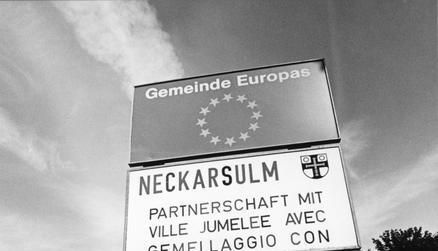 Gemeinde Europas
NECKARSULM
PARTNERSCHAFT MIT
VILLE JUMELEE AVEC
GEMELLAGGIO CON